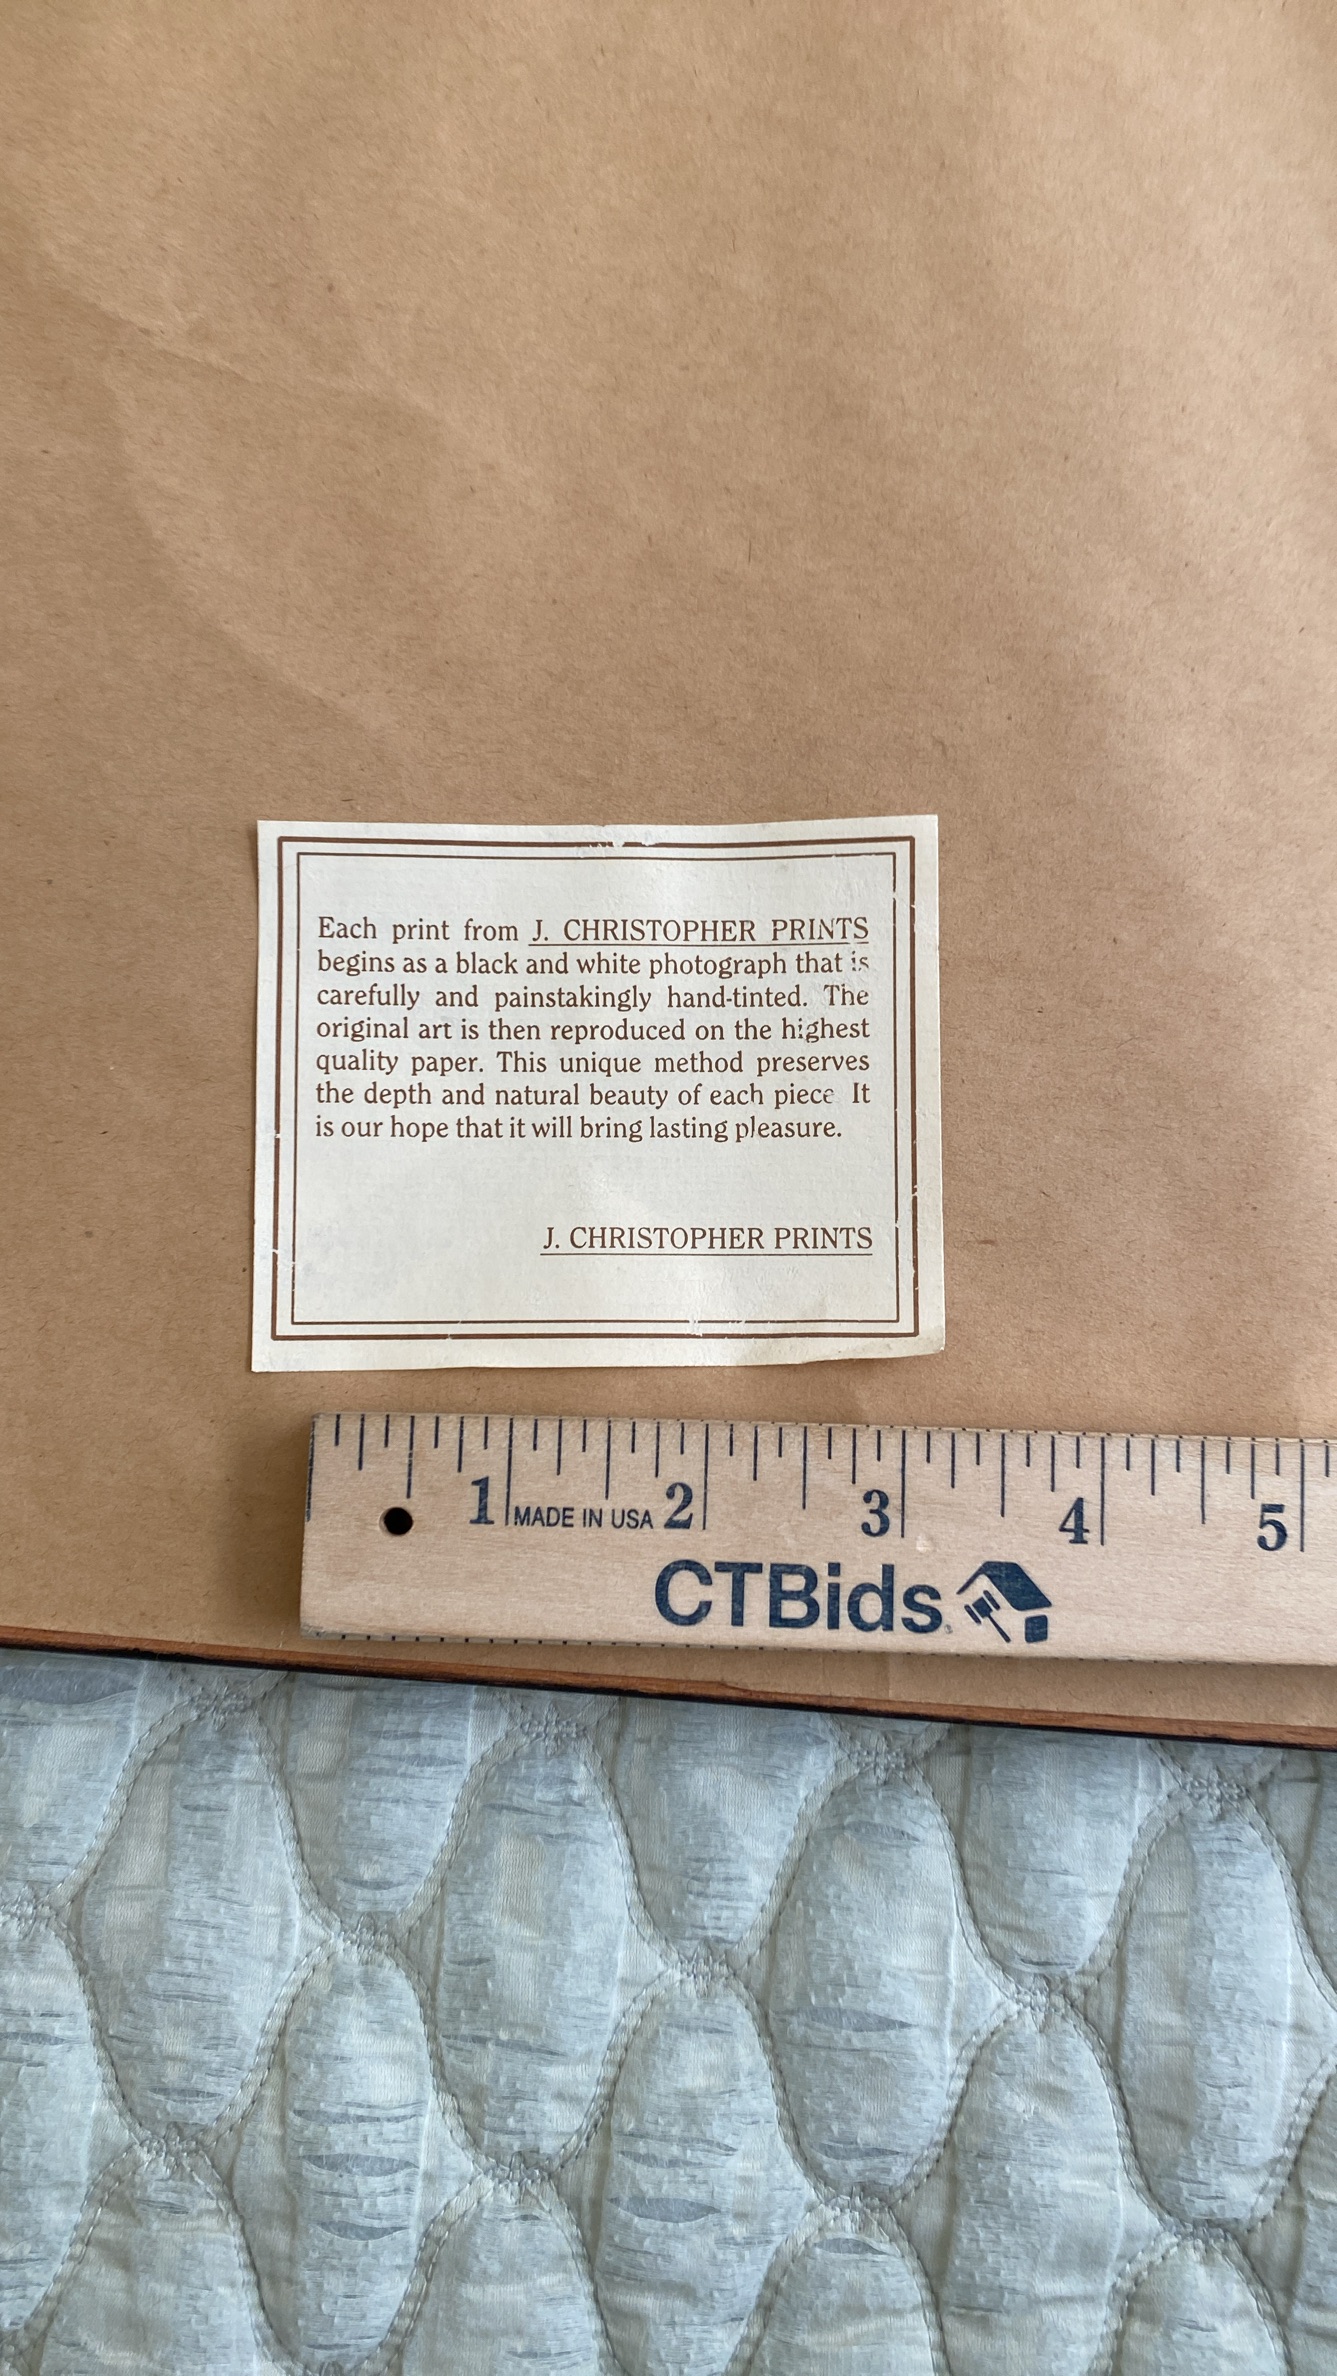 Each print from J. CHRISTOPHER PRINTS
begins as a black and white photograph that is
carefully and painstakingly hand-tinted. The
original art is then reproduced on the highest
quality paper. This unique method preserves
the depth and natural beauty of each piece It
is our hope that it will bring lasting pleasure.
J. CHRISTOPHER PRINTS
1 MADE IN USA 2 3 4 5
CTBids